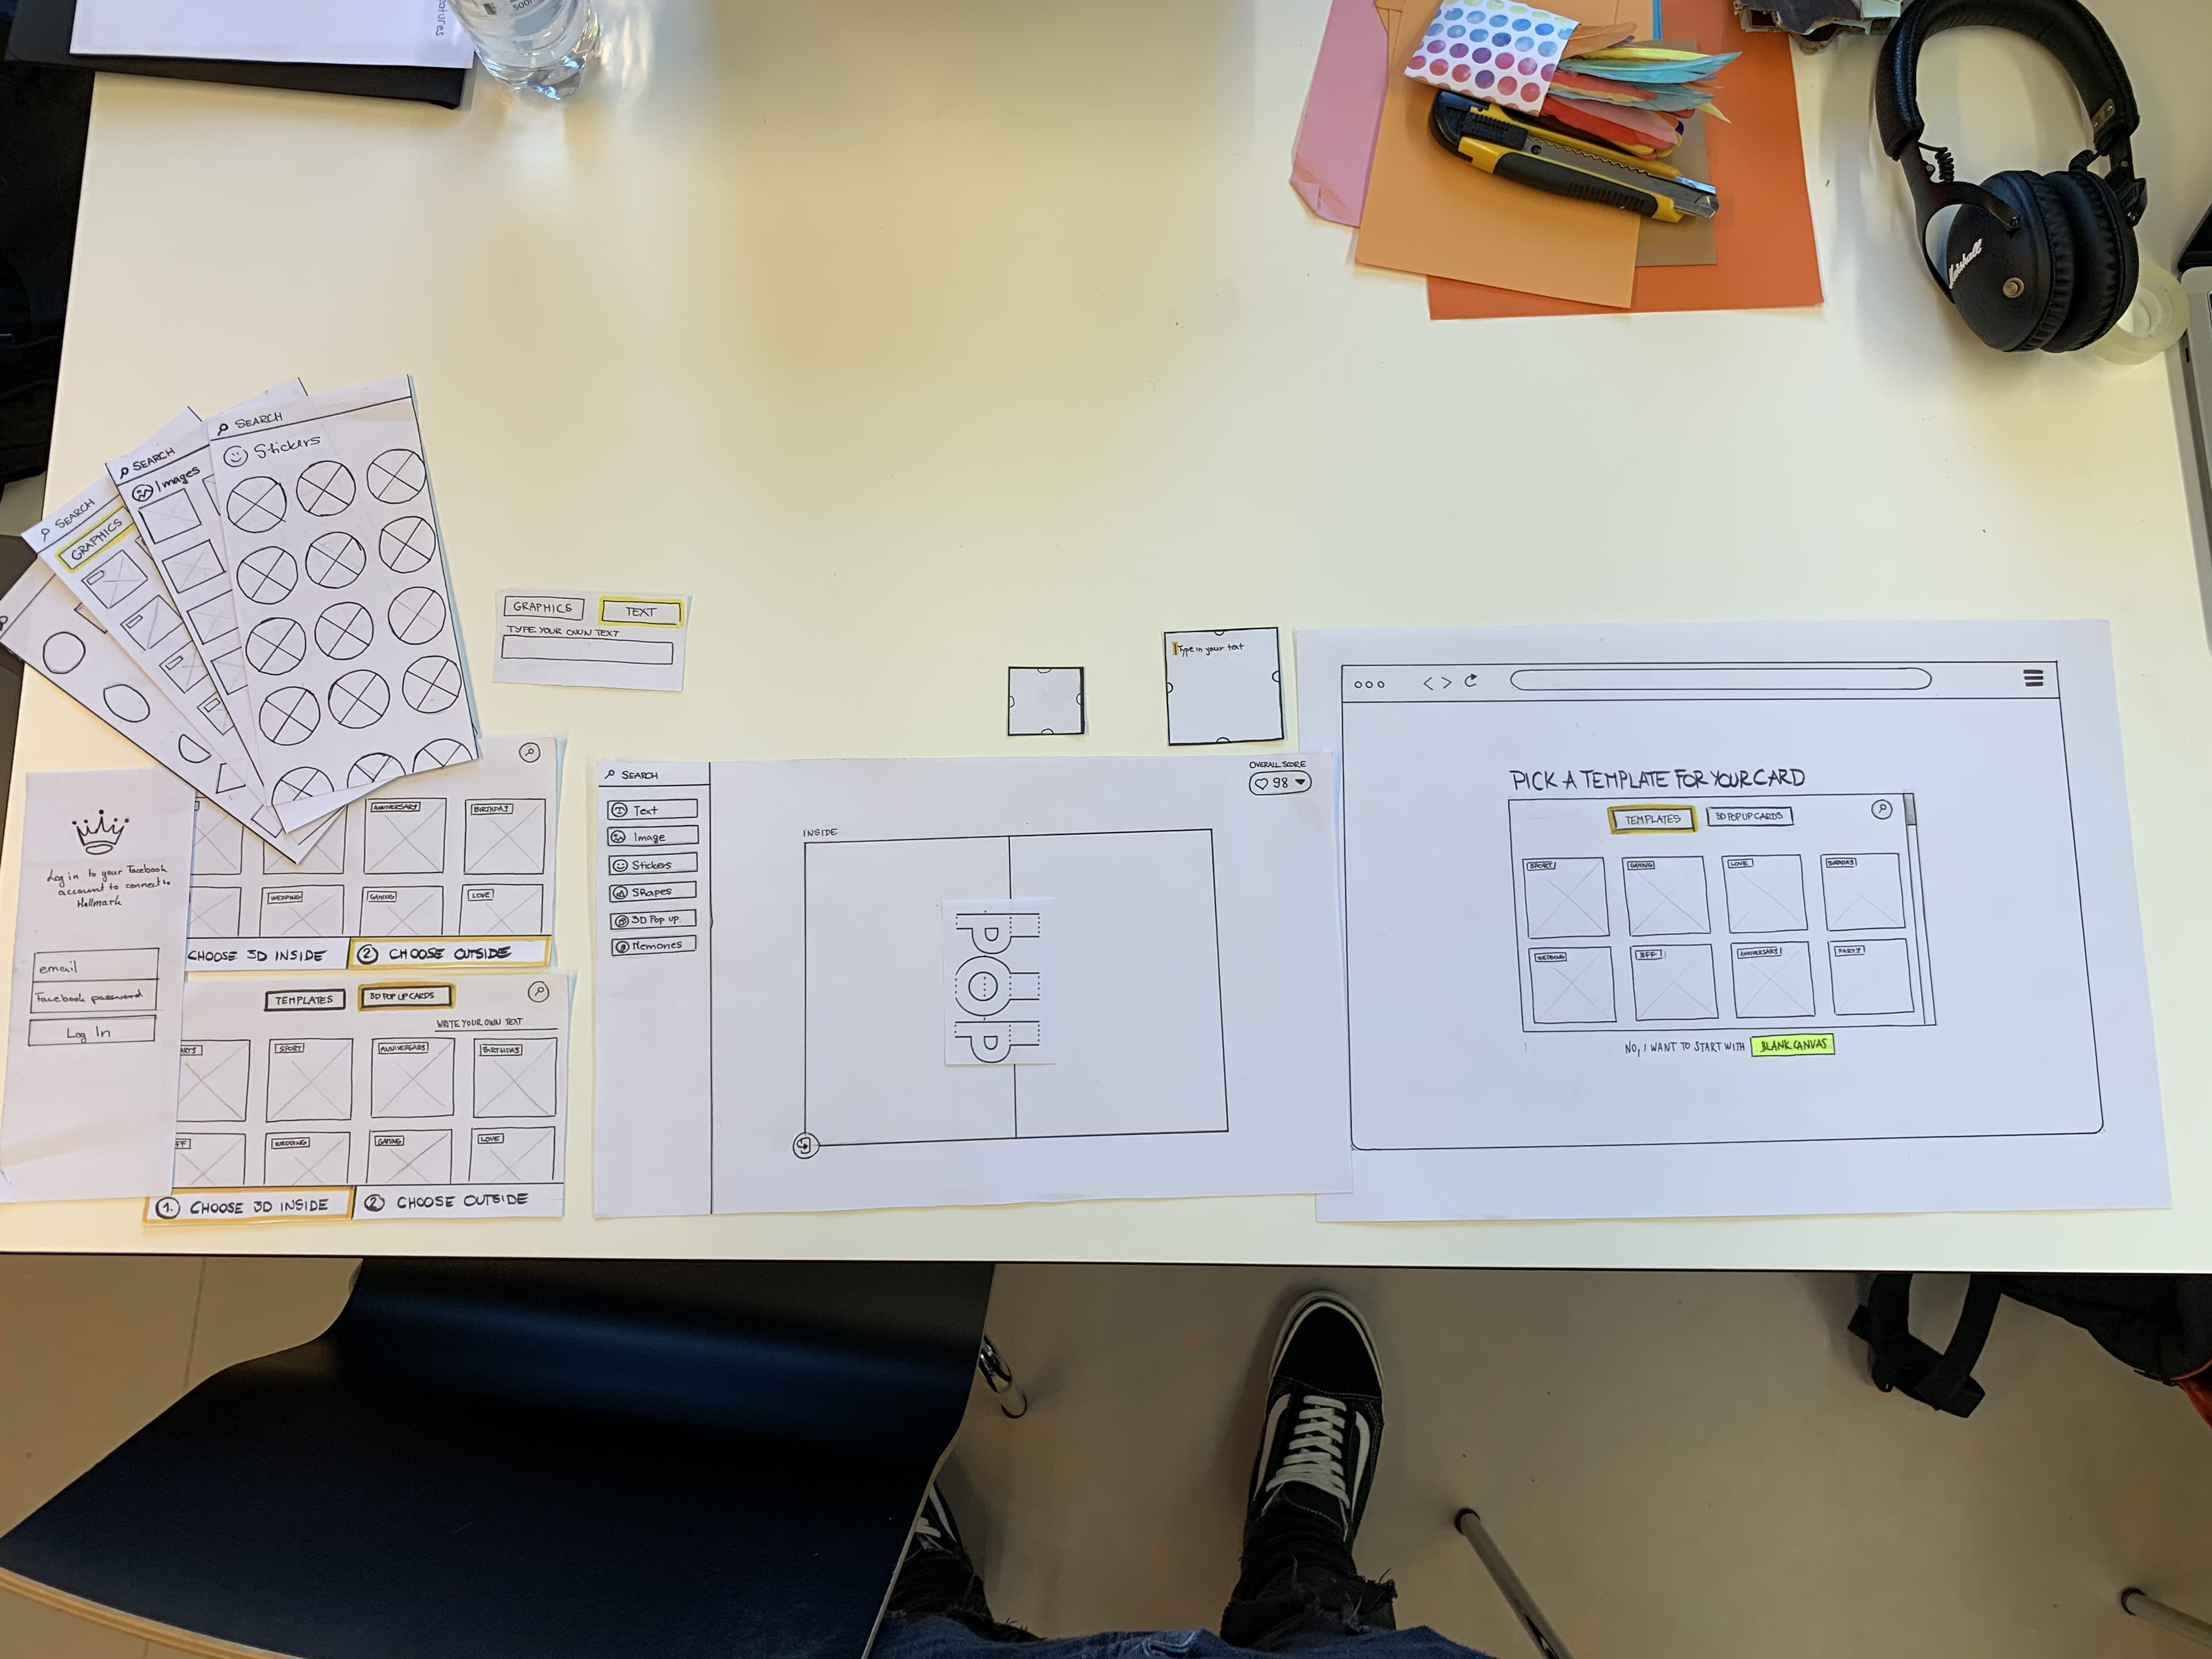 atures
500
Marshall
SEARCH
Stickers
SEARCH
Images
SEARCH
GRAPHICS
GRAPHICS
TEXT
TYPE YOUR OWN TEXT
Type in your text
Log in to your Facebook
account to connect to
Hallmark
email
Facebook password
Log In
ANNIVERSARY
BIRTHDAY
WEDDING
GAMING
LOVE
CHOOSE 3D INSIDE
2. CHOOSE OUTSIDE
TEMPLATES
3D POP UP CARDS
WRITE YOUR OWN TEXT
SPORT
ANNIVERSARY
BIRTHDAY
WEDDING
GAMING
LOVE
1. CHOOSE 3D INSIDE
2 CHOOSE OUTSIDE
SEARCH
Text
Image
Stickers
Shapes
3D Pop up
Memories
OVERALL SCORE
98
INSIDE
POP
PICK A TEMPLATE FOR YOUR CARD
TEMPLATES
3D POP UP CARDS
SPORT
GAMING
LOVE
WEDDING
BFF
ANNIVERSARY
PARTY
NO, I WANT TO START WITH BLANK CANVAS